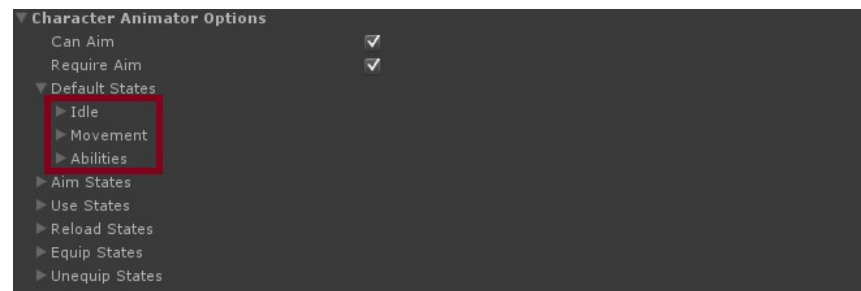 Character Animator Options
Can Aim
Require Aim
Default States
Idle
Movement
Abilities
Aim States
Use States
Reload States
Equip States
Unequip States